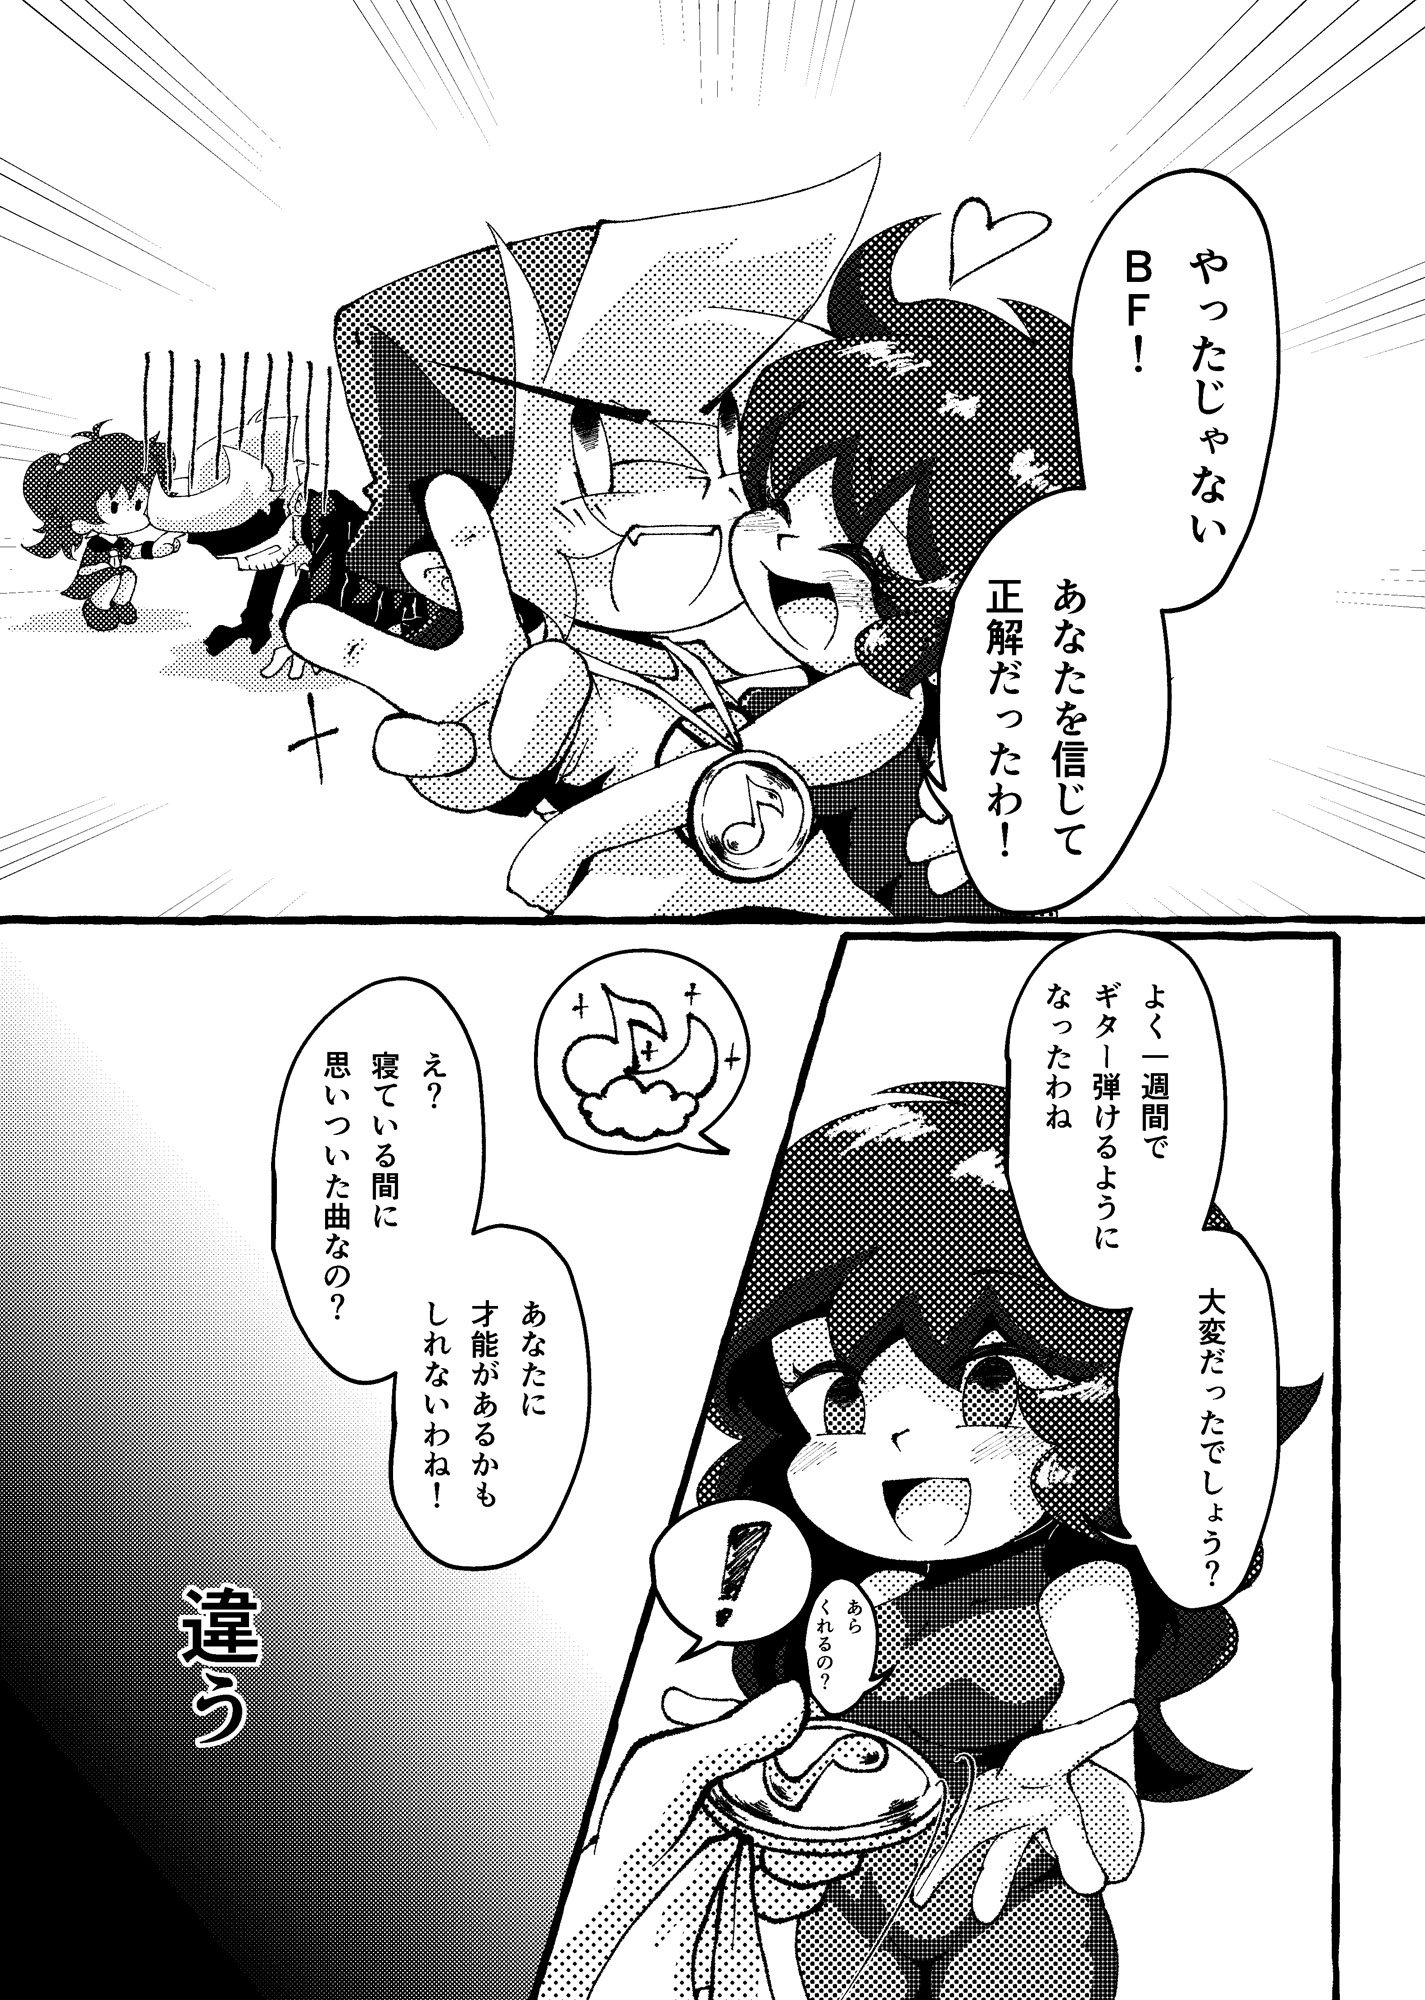 やったじゃない
BF！
あなたを信じて
正解だったわ！
よく一週間で
ギター弾けるように
なったわね
大変だったでしょう？
あら
くれるの？
え？
寝ている間に
思いついた曲なの？
あなたに
才能があるかも
しれないわね！
違う